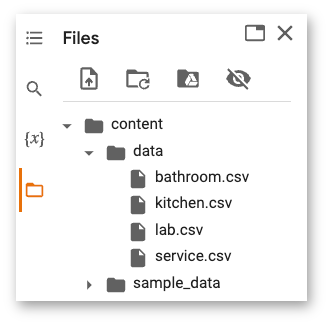 Files
{x}
content
data
bathroom.csv
kitchen.csv
lab.csv
service.csv
sample_data